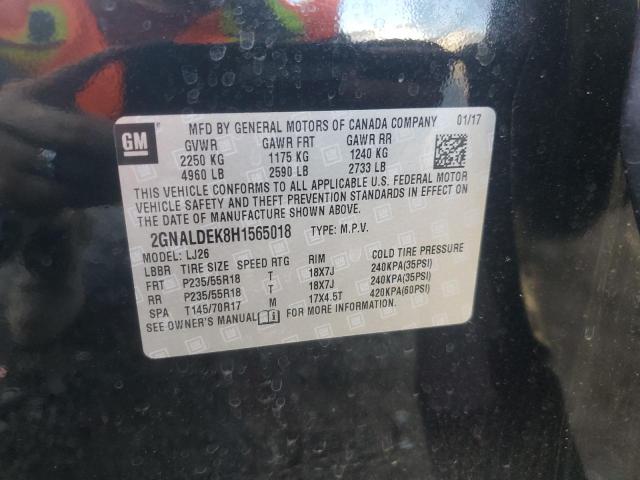 GM
MFD BY GENERAL MOTORS OF CANADA COMPANY 01/17
GVWR GAWR FRT GAWR RR
2250 KG 1175 KG 1240 KG
4960 LB 2590 LB 2733 LB
THIS VEHICLE CONFORMS TO ALL APPLICABLE U.S. FEDERAL MOTOR
VEHICLE SAFETY AND THEFT PREVENTION STANDARDS IN EFFECT ON
THE DATE OF MANUFACTURE SHOWN ABOVE.
2GNALDEK8H1565018 TYPE: M.P.V.
MODEL: LJ26
LBBR TIRE SIZE SPEED RTG RIM COLD TIRE PRESSURE
FRT P235/55R18 T 18X7J 240KPA(35PSI)
RR P235/55R18 T 18X7J 240KPA(35PSI)
SPA T145/70R17 M 17X4.5T 420KPA(60PSI)
SEE OWNER'S MANUAL FOR MORE INFORMATION.